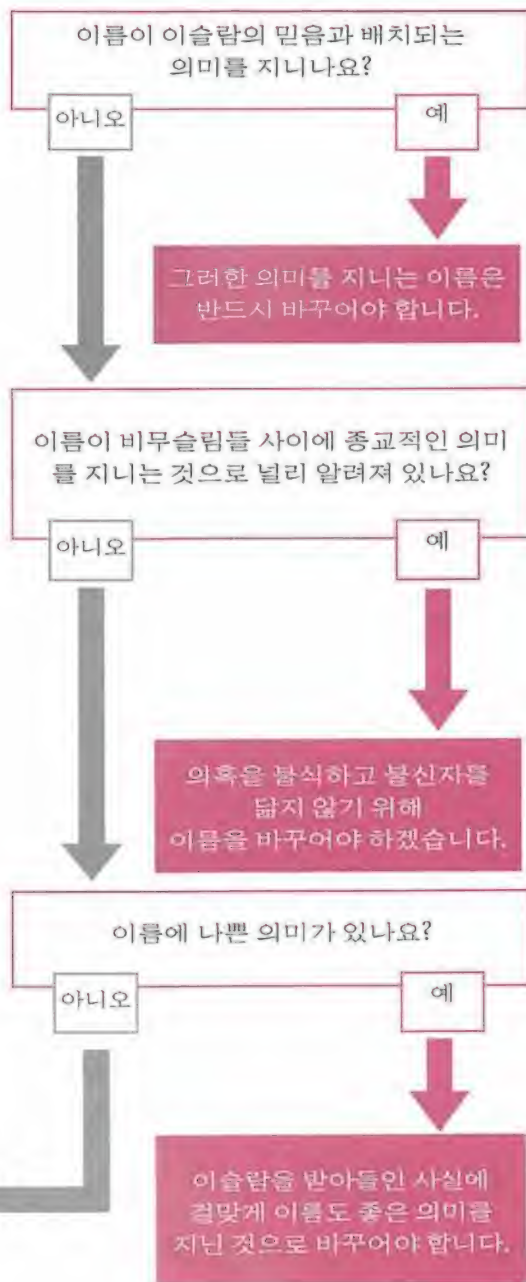 이름이 이슬람의 믿음과 배치되는
의미를 지니나요?
아니오
예
그러한 의미를 지니는 이름은
반드시 바꾸어야 합니다.
이름이 비무슬림들 사이에 종교적인 의미
를 지니는 것으로 널리 알려져 있나요?
아니오
예
의혹을 불식하고 불신자를
닮지 않기 위해
이름을 바꾸어야 하겠습니다.
이름에 나쁜 의미가 있나요?
아니오
예
이슬람을 받아들인 사실에
걸맞게 이름도 좋은 의미를
지닌 것으로 바꾸어야 합니다.